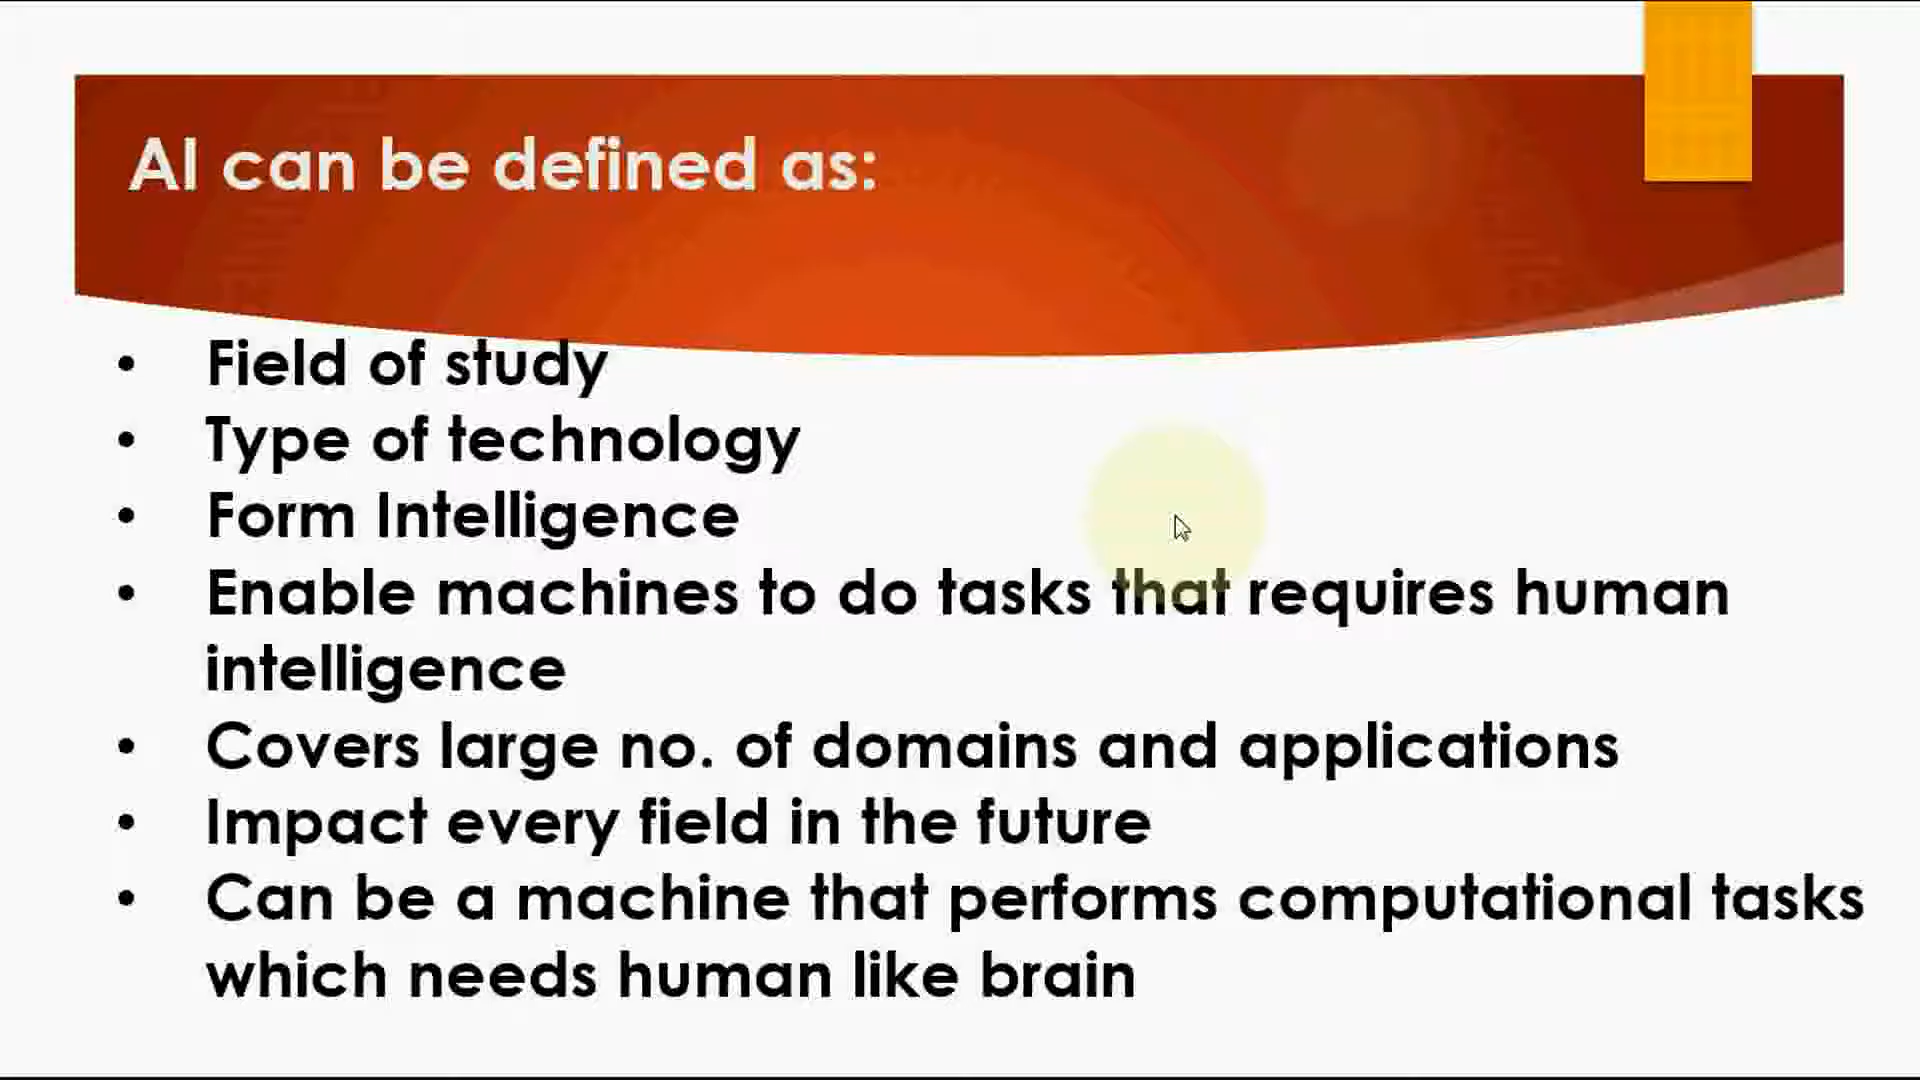 AI can be defined as:
• Field of study
• Type of technology
• Form Intelligence
• Enable machines to do tasks that requires human
intelligence
• Covers large no. of domains and applications
• Impact every field in the future
• Can be a machine that performs computational tasks
which needs human like brain